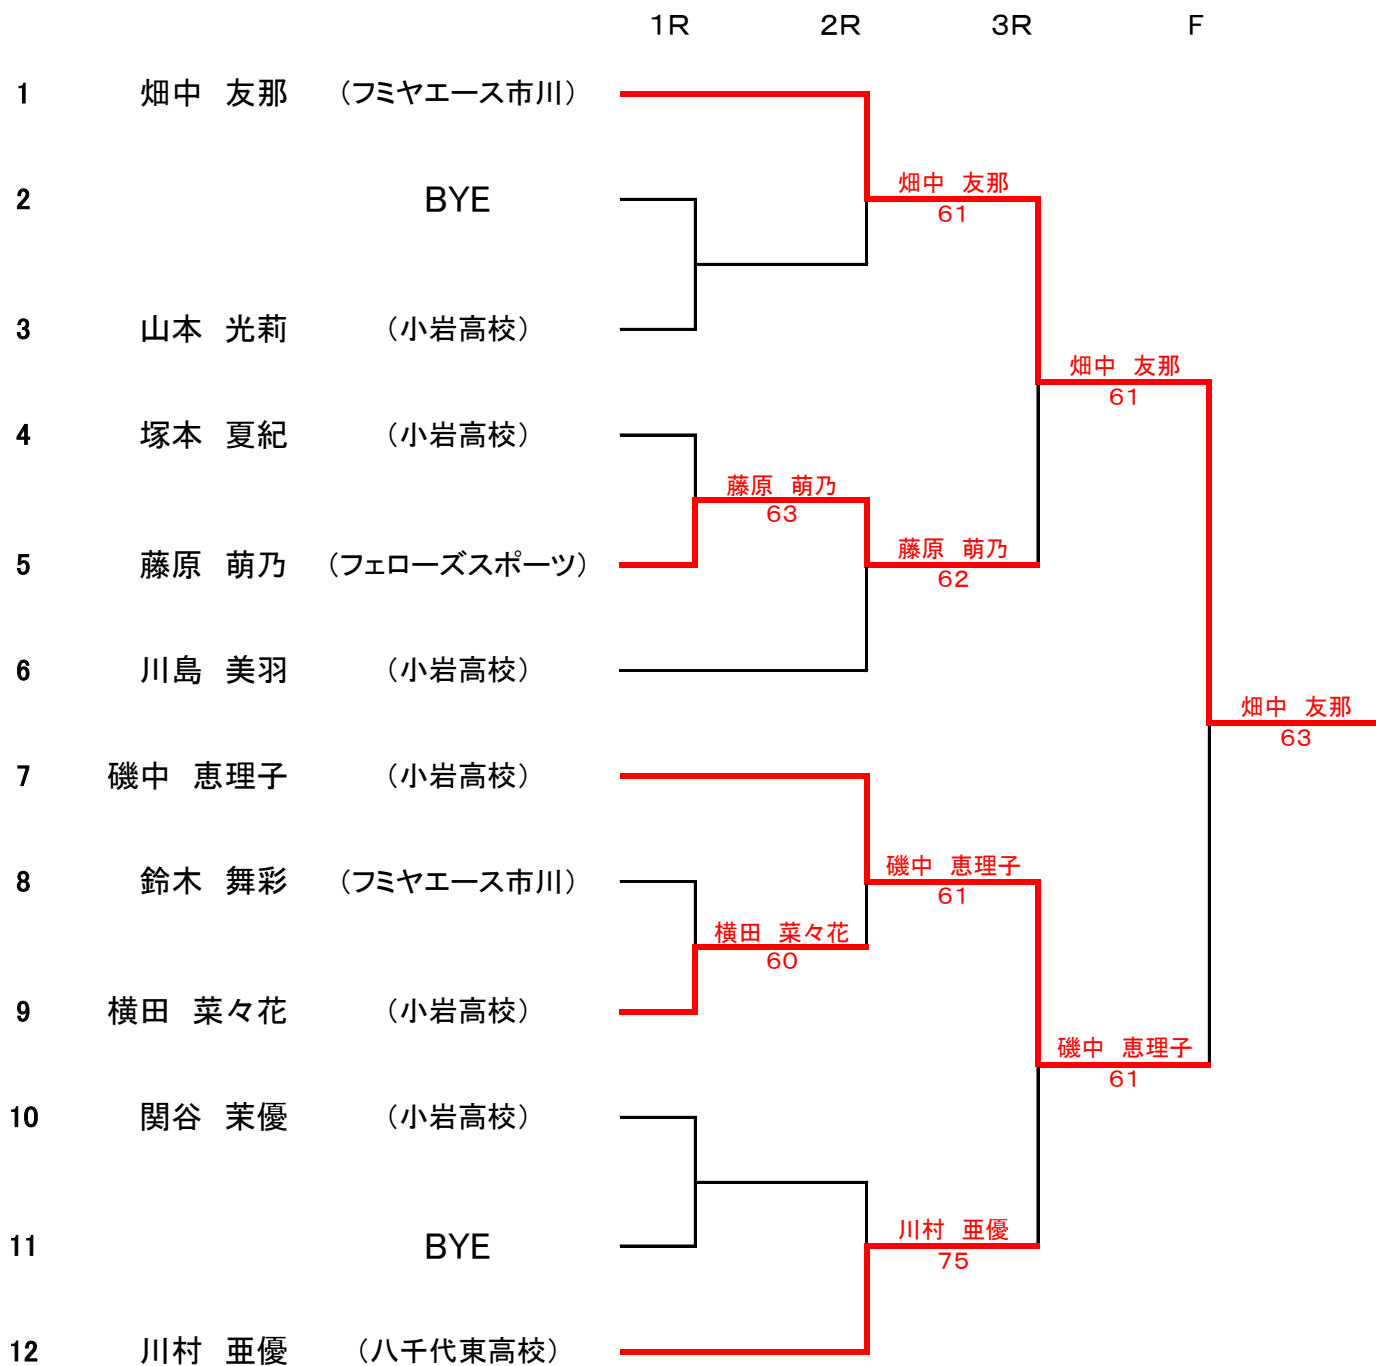 1R 2R 3R F
1 畑中 友那 （フミヤエース市川）
畑中 友那
2 BYE
61
3 山本 光莉 （小岩高校）
畑中 友那
61
4 塚本 夏紀 （小岩高校）
藤原 萌乃
63
藤原 萌乃
5 藤原 萌乃 （フェローズスポーツ）
62
6 川島 美羽 （小岩高校）
畑中 友那
63
7 磯中 恵理子 （小岩高校）
磯中 恵理子
8 鈴木 舞彩 （フミヤエース市川）
61
横田 菜々花
60
9 横田 菜々花 （小岩高校）
磯中 恵理子
61
10 関谷 茉優 （小岩高校）
川村 亜優
11 BYE
75
12 川村 亜優 （八千代東高校）